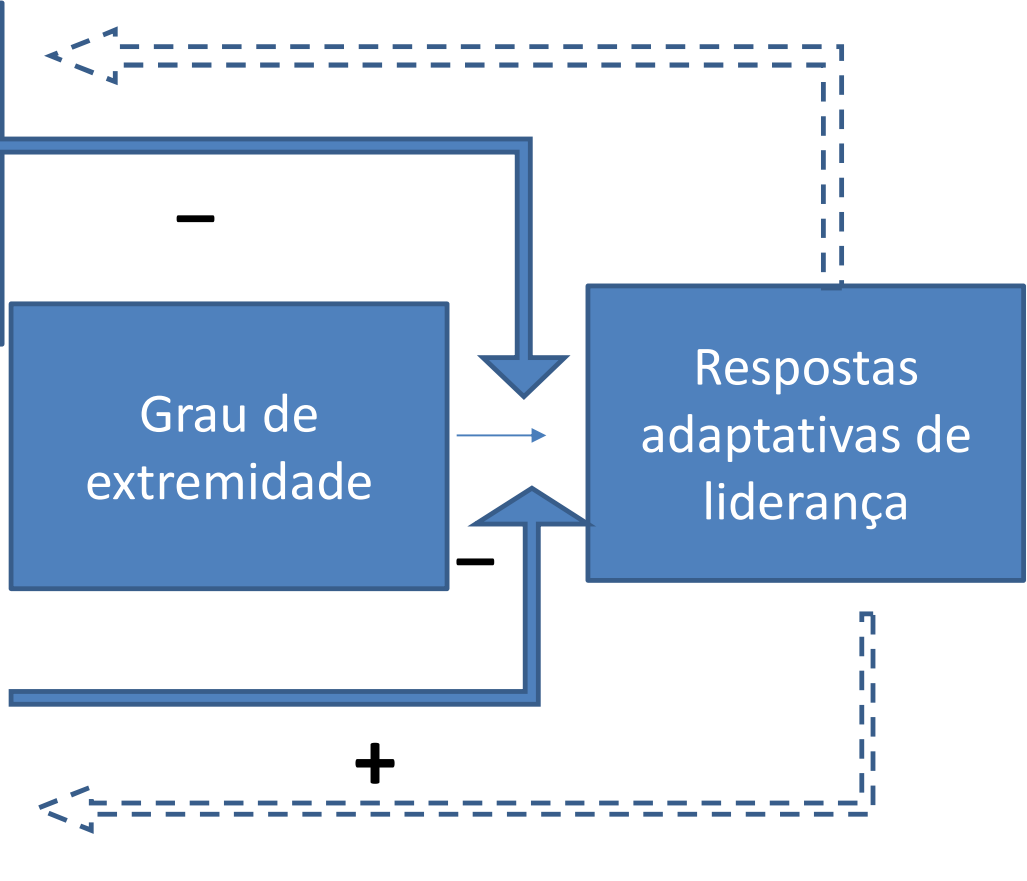 –
Grau de
extremidade
Respostas
adaptativas de
liderança
–
+